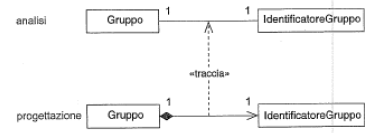 analisi
Gruppo
1
1
IdentificatoreGruppo
«traccia»
progettazione
Gruppo
1
1
IdentificatoreGruppo